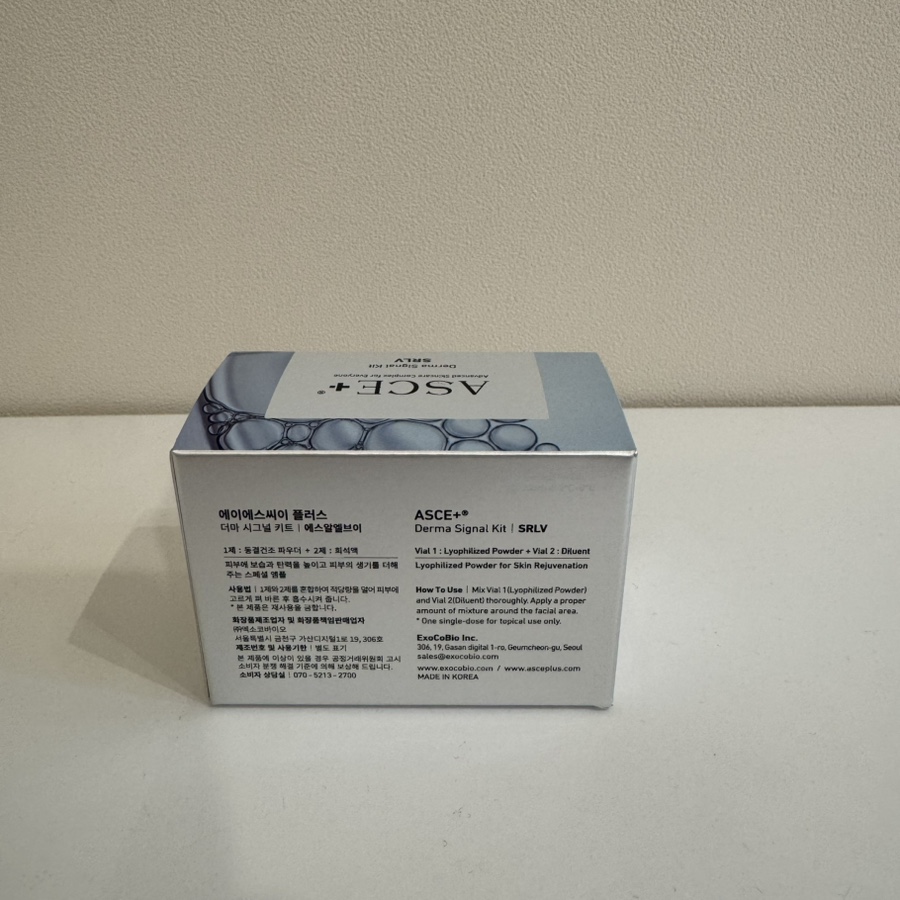 ASCE+®
Advanced Skincare Complex for Everyone
Derma Signal Kit
SRLV
에이에스씨이 플러스
더마 시그널 키트 | 에스알엘브이
1제 : 동결건조 파우더 + 2제 : 희석액
피부에 보습과 탄력을 높이고 피부의 생기를 더해
주는 스페셜 앰플
사용법 | 1제와 2제를 혼합하여 적당량을 덜어 피부에
고르게 펴 바른 후 흡수시켜 줍니다.
* 본 제품은 재사용을 금합니다.
화장품제조업자 및 화장품책임판매업자
㈜엑소코바이오
서울특별시 금천구 가산디지털1로 19, 306호
제조번호 및 사용기한 | 별도 표기
본 제품에 이상이 있을 경우 공정거래위원회 고시
소비자 분쟁 해결 기준에 의해 보상해 드립니다.
소비자 상담실 | 070-5213-2700
ASCE+®
Derma Signal Kit | SRLV
Vial 1 : Lyophilized Powder + Vial 2 : Diluent
Lyophilized Powder for Skin Rejuvenation
How To Use | Mix Vial 1(Lyophilized Powder)
and Vial 2(Diluent) thoroughly. Apply a proper
amount of mixture around the facial area.
* One single-dose for topical use only.
ExoCoBio Inc.
306, 19, Gasan digital 1-ro, Geumcheon-gu, Seoul
sales@exocobio.com
www.exocobio.com / www.asceplus.com
MADE IN KOREA